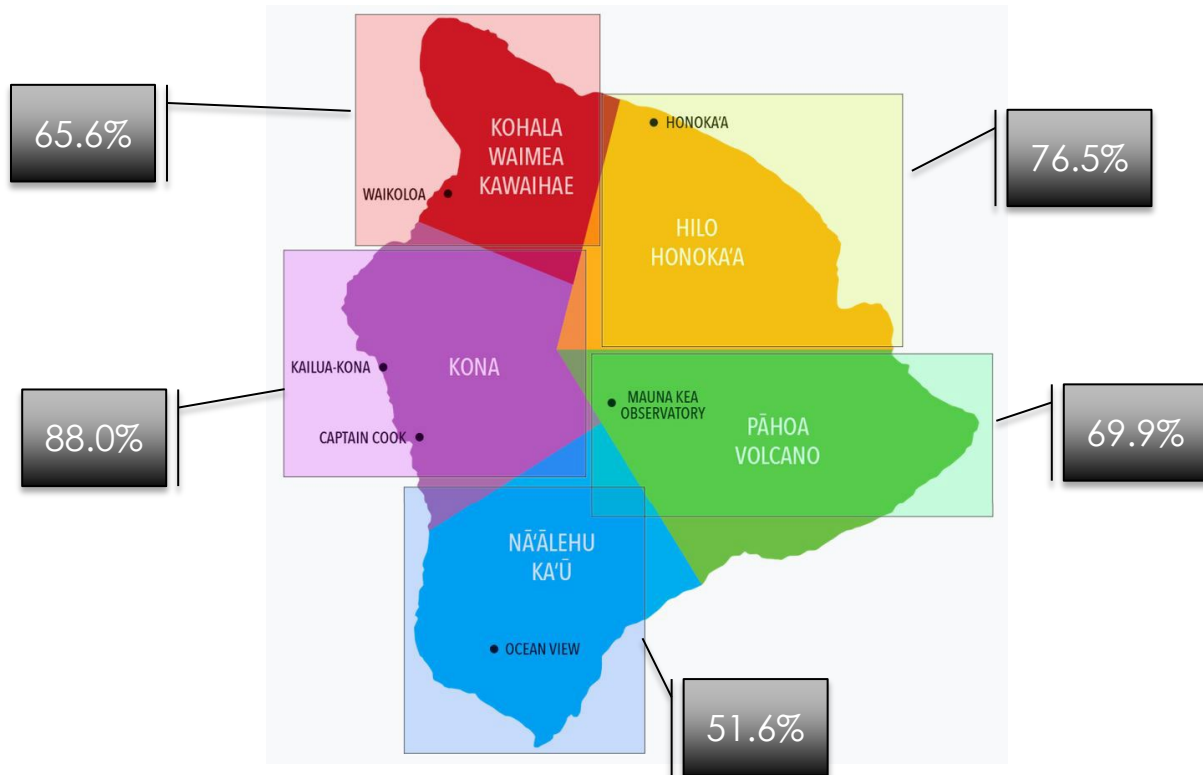 65.6%
KOHALA
WAIMEA
KAWAIHAE
WAIKOLOA
HONOKA‘A
76.5%
HILO
HONOKA‘A
88.0%
KAILUA-KONA
KONA
CAPTAIN COOK
MAUNA KEA
OBSERVATORY
PĀHOA
VOLCANO
69.9%
NĀ‘ĀLEHU
KA‘Ū
OCEAN VIEW
51.6%